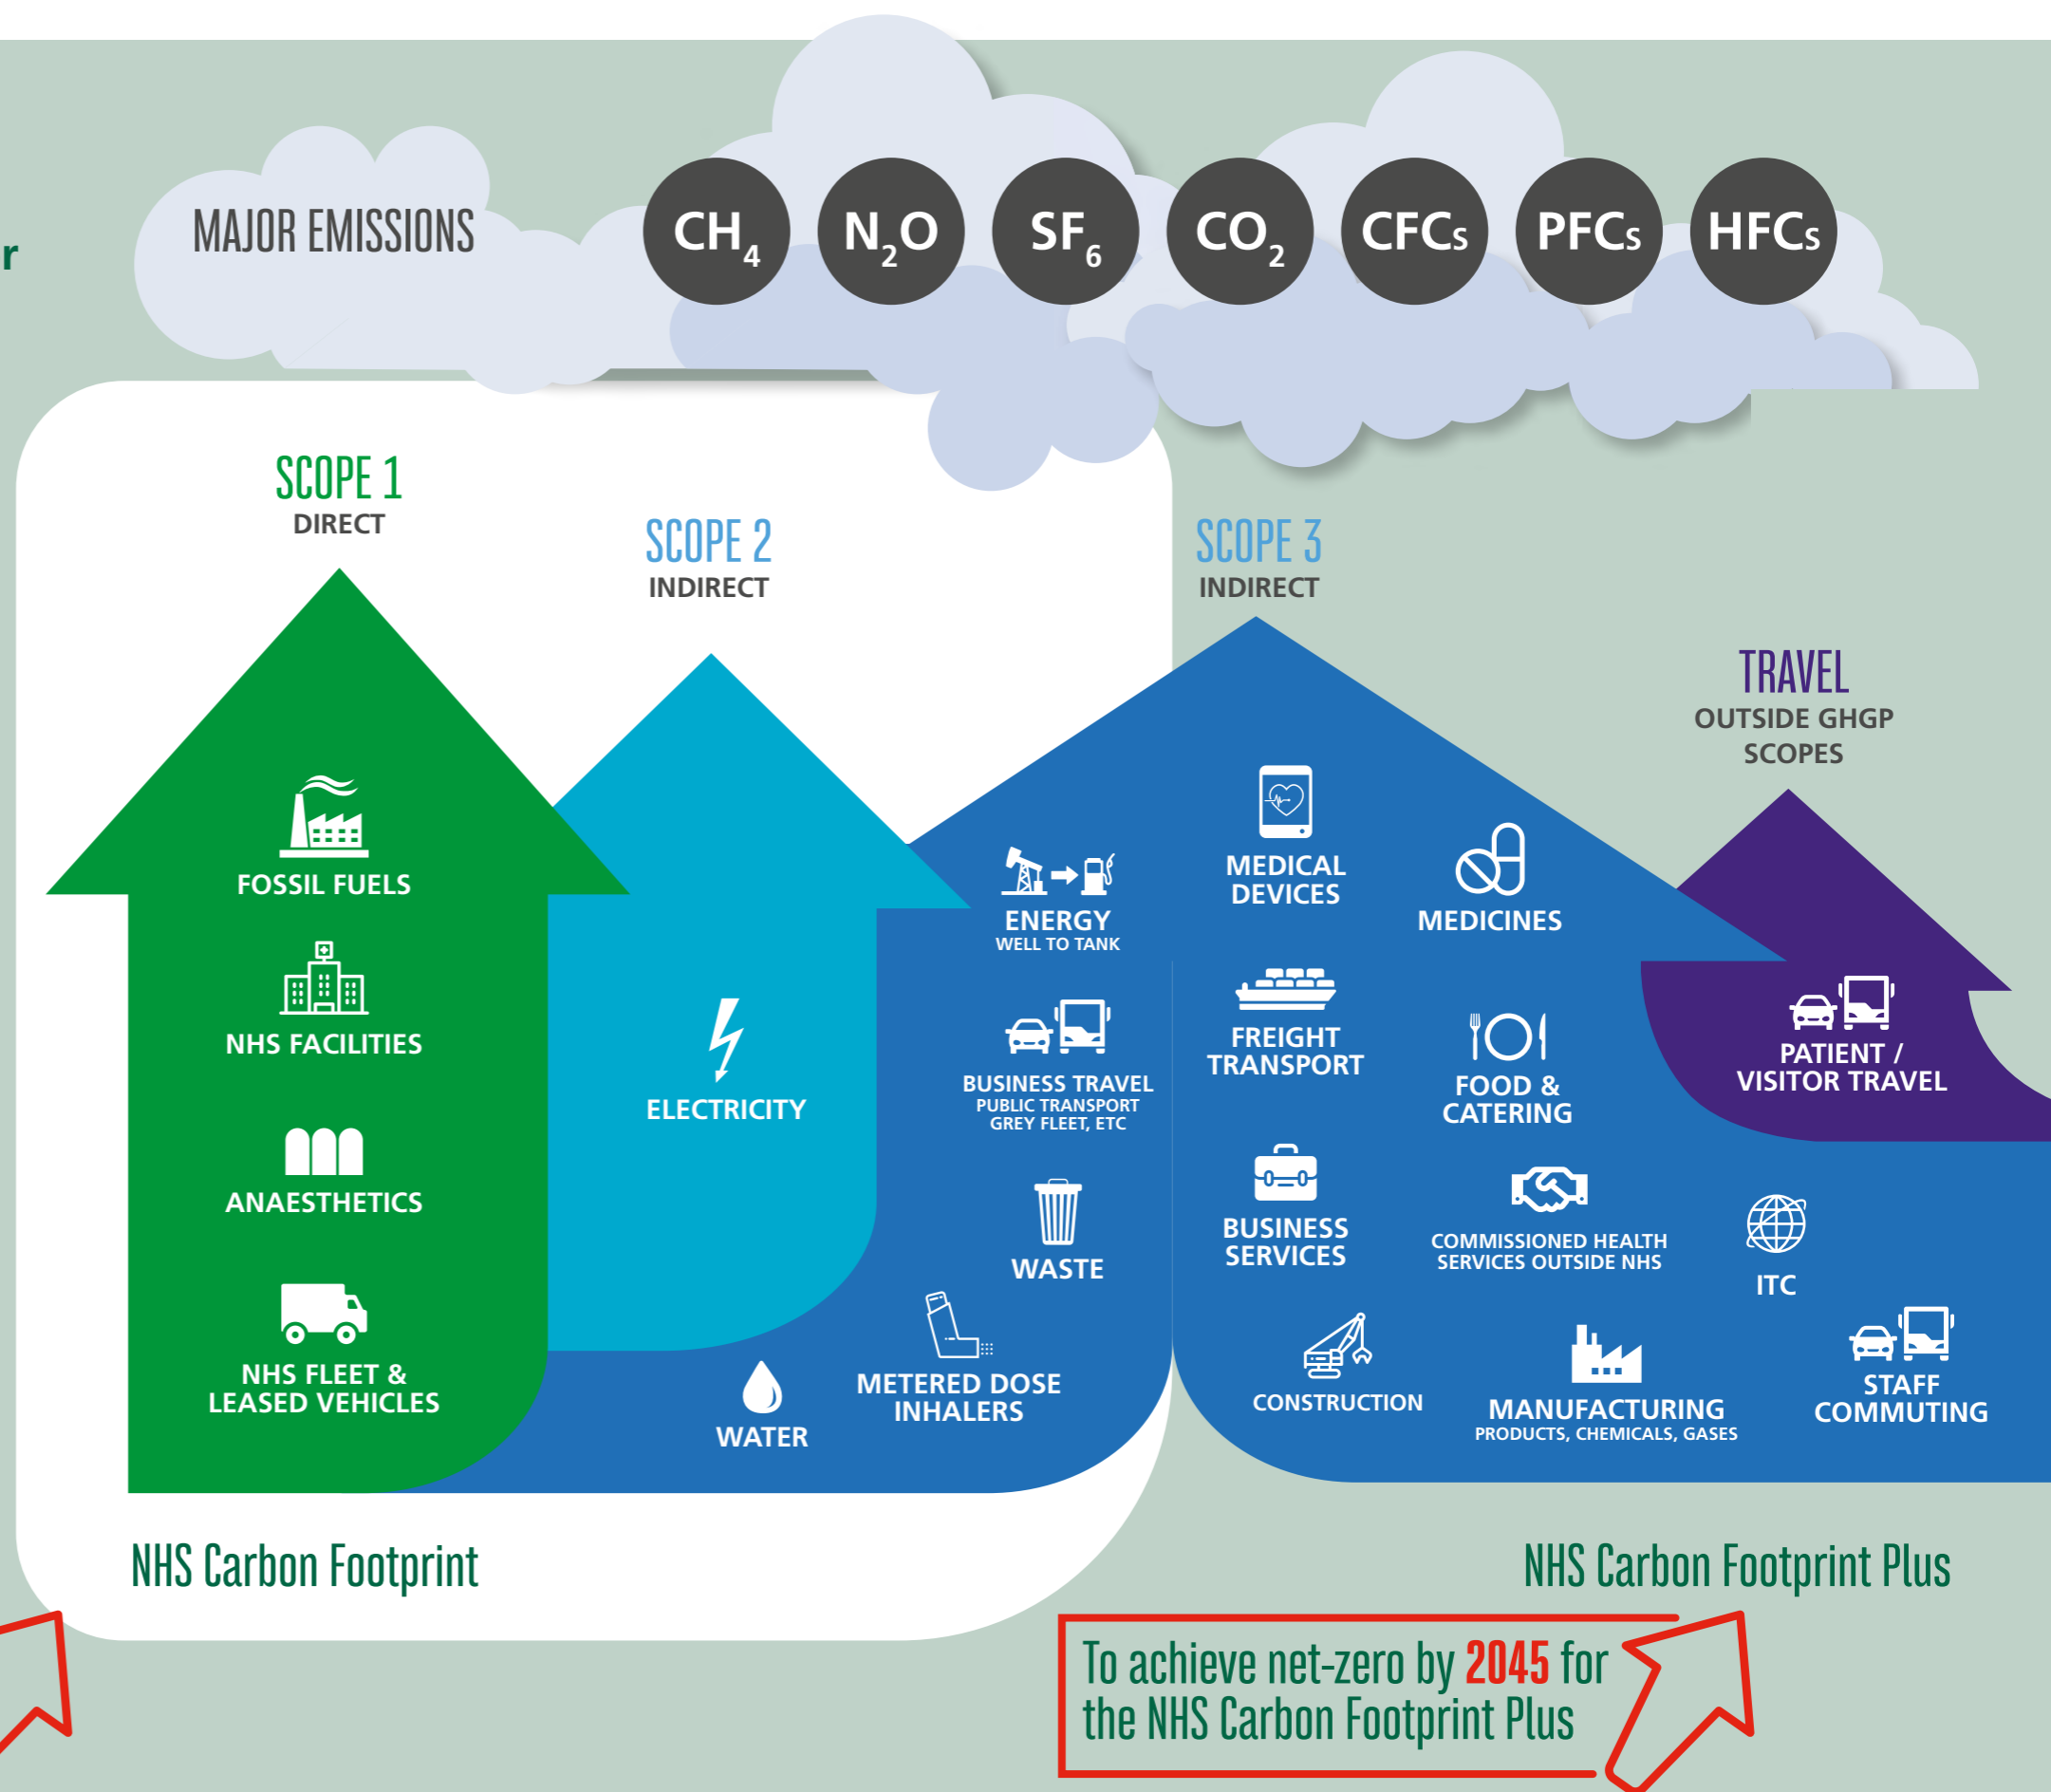 r
MAJOR EMISSIONS
CH₄
N₂O
SF₆
CO₂
CFCs
PFCs
HFCs
SCOPE 1
DIRECT
FOSSIL FUELS
NHS FACILITIES
ANAESTHETICS
NHS FLEET &
LEASED VEHICLES
SCOPE 2
INDIRECT
ELECTRICITY
SCOPE 3
INDIRECT
ENERGY
WELL TO TANK
BUSINESS TRAVEL
PUBLIC TRANSPORT
GREY FLEET, ETC
WASTE
METERED DOSE
INHALERS
WATER
MEDICAL
DEVICES
MEDICINES
FREIGHT
TRANSPORT
FOOD &
CATERING
BUSINESS
SERVICES
COMMISSIONED HEALTH
SERVICES OUTSIDE NHS
ITC
CONSTRUCTION
MANUFACTURING
PRODUCTS, CHEMICALS, GASES
STAFF
COMMUTING
TRAVEL
OUTSIDE GHGP
SCOPES
PATIENT /
VISITOR TRAVEL
NHS Carbon Footprint
NHS Carbon Footprint Plus
To achieve net-zero by 2045 for
the NHS Carbon Footprint Plus